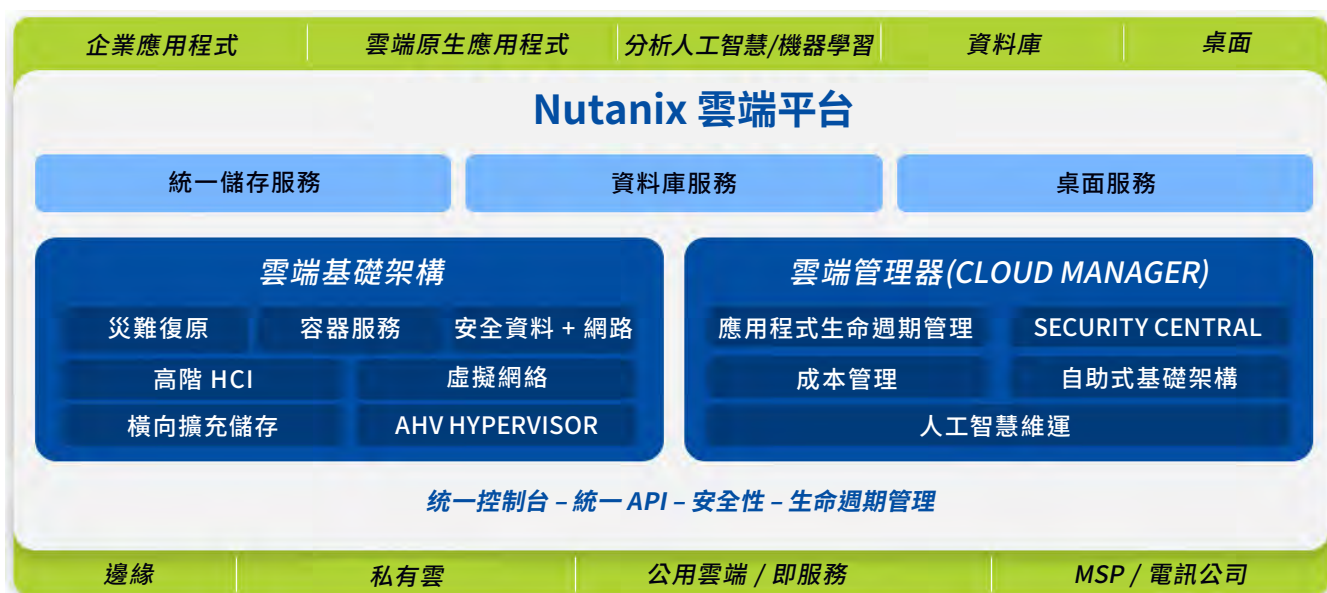 企業應用程式 雲端原生應用程式 分析人工智慧/機器學習 資料庫 桌面
Nutanix 雲端平台
統一儲存服務 資料庫服務 桌面服務
雲端基礎架構
災難復原 容器服務 安全資料 + 網路
高階 HCI 虛擬網絡
橫向擴充儲存 AHV HYPERVISOR
雲端管理器(CLOUD MANAGER)
應用程式生命週期管理 SECURITY CENTRAL
成本管理 自助式基礎架構
人工智慧維運
统一控制台 – 統一 API – 安全性 – 生命週期管理
邊緣 私有雲 公用雲端 / 即服務 MSP / 電訊公司